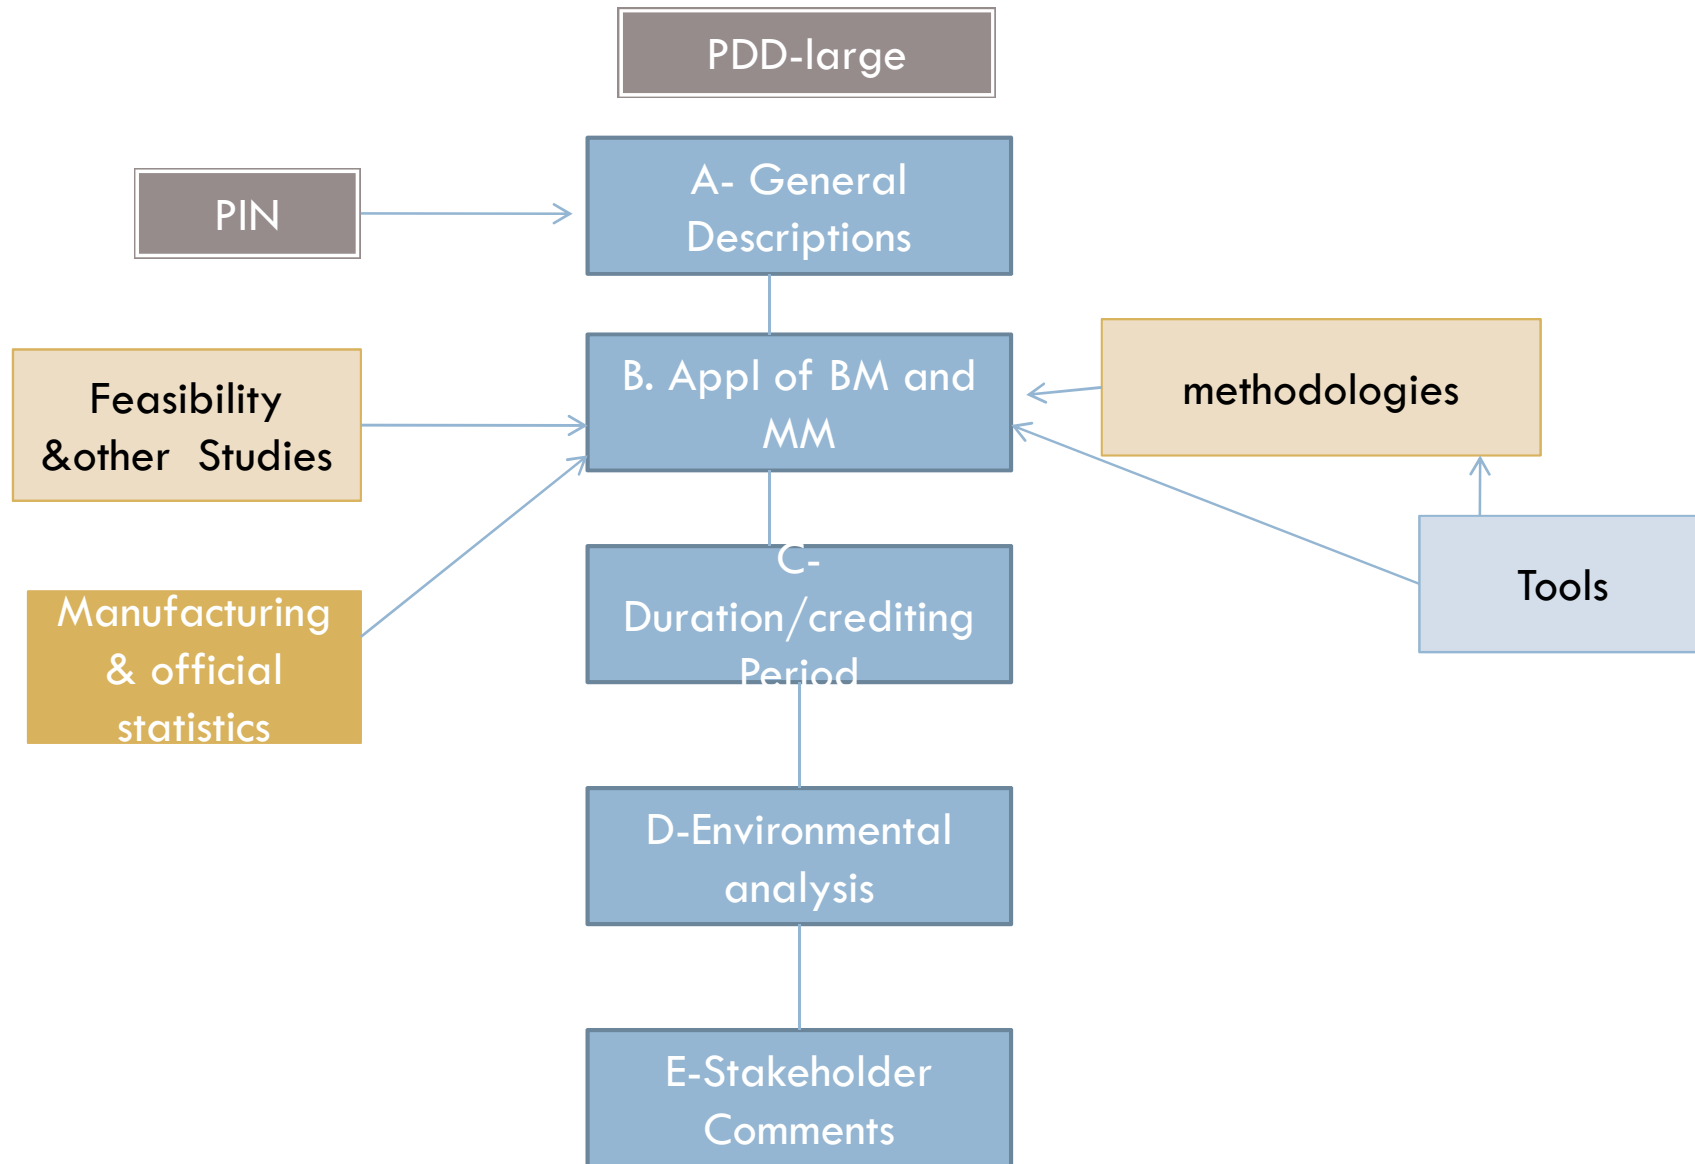 PDD-large
A- General
Descriptions
PIN
B. Appl of BM and
MM
Feasibility
&other Studies
methodologies
C-
Duration/crediting
Period
Tools
Manufacturing
& official
statistics
D-Environmental
analysis
E-Stakeholder
Comments